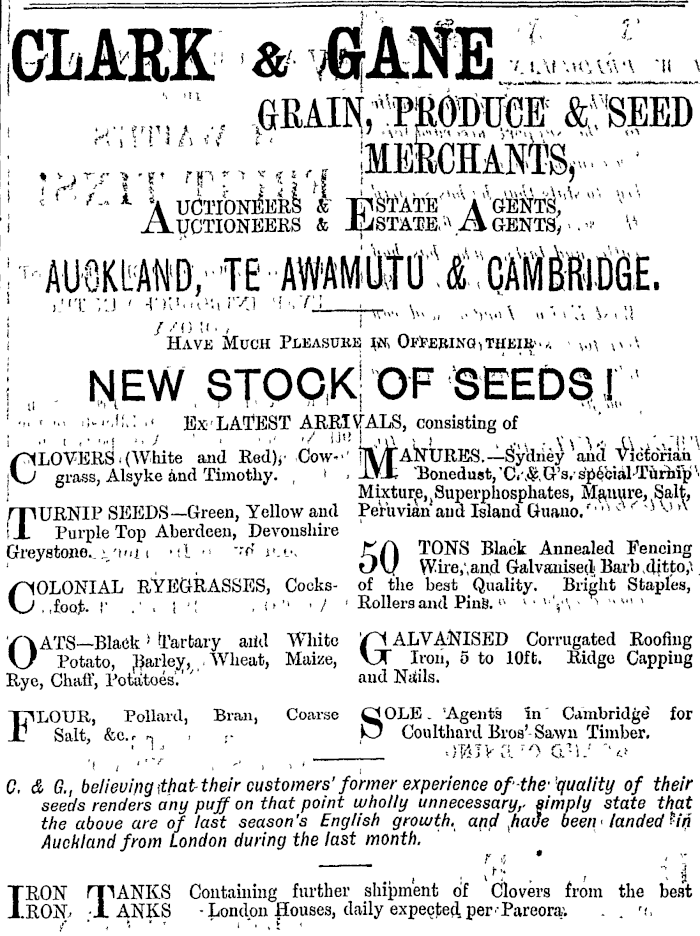 CLARK & GANE
GRAIN, PRODUCE & SEED
MERCHANTS,
AUCTIONEERS & ESTATE AGENTS,
AUCTIONEERS & ESTATE AGENTS,
AUCKLAND, TE AWAMUTU & CAMBRIDGE.
HAVE MUCH PLEASURE IN OFFERING THEIR
NEW STOCK OF SEEDS!
Ex LATEST ARRIVALS, consisting of
CLOVERS (White and Red), Cow-
grass, Alsyke and Timothy.
TURNIP SEEDS—Green, Yellow and
Purple Top Aberdeen, Devonshire
Greystone.
COLONIAL RYEGRASSES, Cocks-
foot.
OATS—Black Tartary and White
Potato, Barley, Wheat, Maize,
Rye, Chaff, Potatoes.
FLOUR, Pollard, Bran, Coarse
Salt, &c.
MANURES.—Sydney and Victorian
Bonedust, C. & G's. special Turnip
Mixture, Superphosphates, Manure, Salt,
Peruvian and Island Guano.
50 TONS Black Annealed Fencing
Wire, and Galvanised Barb ditto,
of the best Quality. Bright Staples,
Rollers and Pins.
GALVANISED Corrugated Roofing
Iron, 5 to 10ft. Ridge Capping
and Nails.
SOLE Agents in Cambridge for
Coulthard Bros' Sawn Timber.
C. & G., believing that their customers' former experience of the quality of their
seeds renders any puff on that point wholly unnecessary, simply state that
the above are of last season's English growth, and have been landed in
Auckland from London during the last month.
IRON TANKS Containing further shipment of Clovers from the best
IRON TANKS London Houses, daily expected per Pareora.